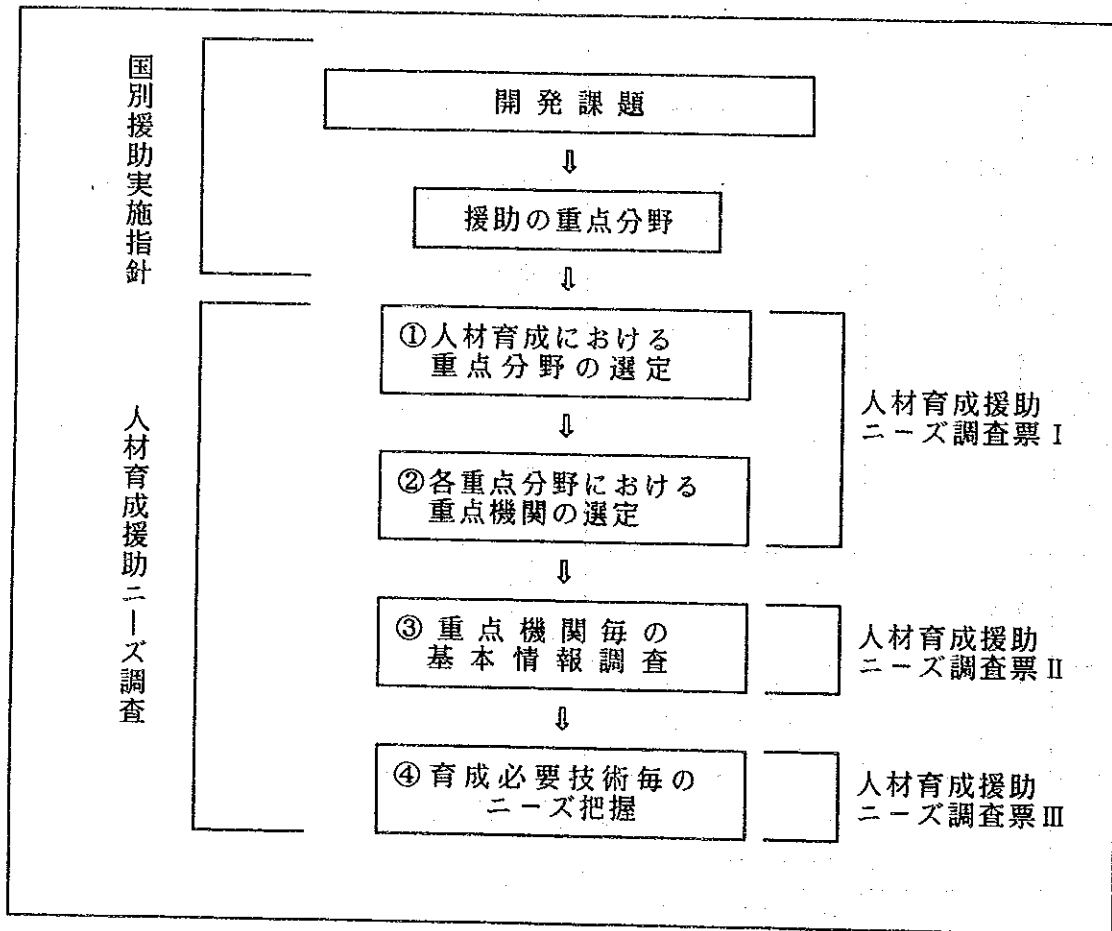 国別援助実施指針
開発課題
⇩
援助の重点分野
⇩
人材育成援助ニーズ調査
①人材育成における
重点分野の選定
⇩
②各重点分野における
重点機関の選定
人材育成援助
ニーズ調査票Ⅰ
⇩
③重点機関毎の
基本情報調査
人材育成援助
ニーズ調査票Ⅱ
⇩
④育成必要技術毎の
ニーズ把握
人材育成援助
ニーズ調査票Ⅲ